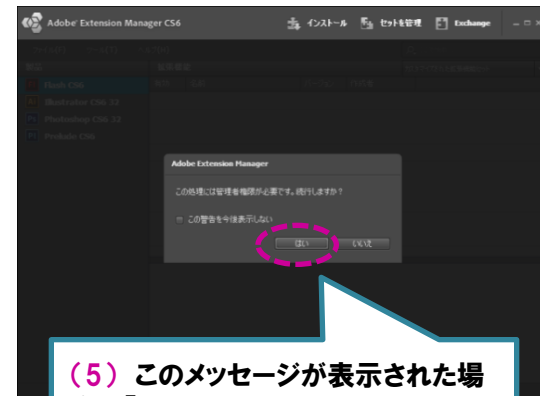 Adobe® Extension Manager CS6
インストール セットを管理 Exchange
Flash CS6
Illustrator CS6 32
Photoshop CS6 32
Prelude CS6
Adobe Extension Manager
この処理には管理者権限が必要です。続行しますか？
この警告を今後表示しない
はい いいえ
（5）このメッセージが表示された場